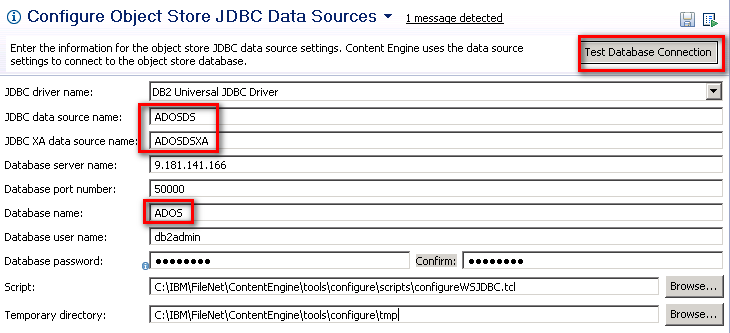 Configure Object Store JDBC Data Sources 1 message detected
Enter the information for the object store JDBC data source settings. Content Engine uses the data source
settings to connect to the object store database.
Test Database Connection
JDBC driver name: DB2 Universal JDBC Driver
JDBC data source name: ADOSDS
JDBC XA data source name: ADOSDSXA
Database server name: 9.181.141.166
Database port number: 50000
Database name: ADOS
Database user name: db2admin
Database password: ●●●●●●●● Confirm: ●●●●●●●●
Script: C:\IBM\FileNet\ContentEngine\tools\configure\scripts\configureWSJDBC.tcl Browse...
Temporary directory: C:\IBM\FileNet\ContentEngine\tools\configure\tmp Browse...